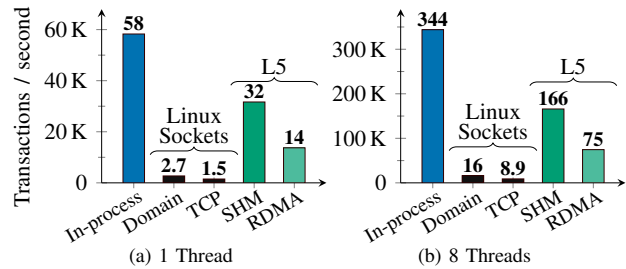 Transactions / second
60 K
40 K
20 K
0
58
2.7
1.5
32
14
Linux
Sockets
L5
In-process
Domain
TCP
SHM
RDMA
(a) 1 Thread
300 K
200 K
100 K
0
344
16
8.9
166
75
Linux
Sockets
L5
In-process
Domain
TCP
SHM
RDMA
(b) 8 Threads